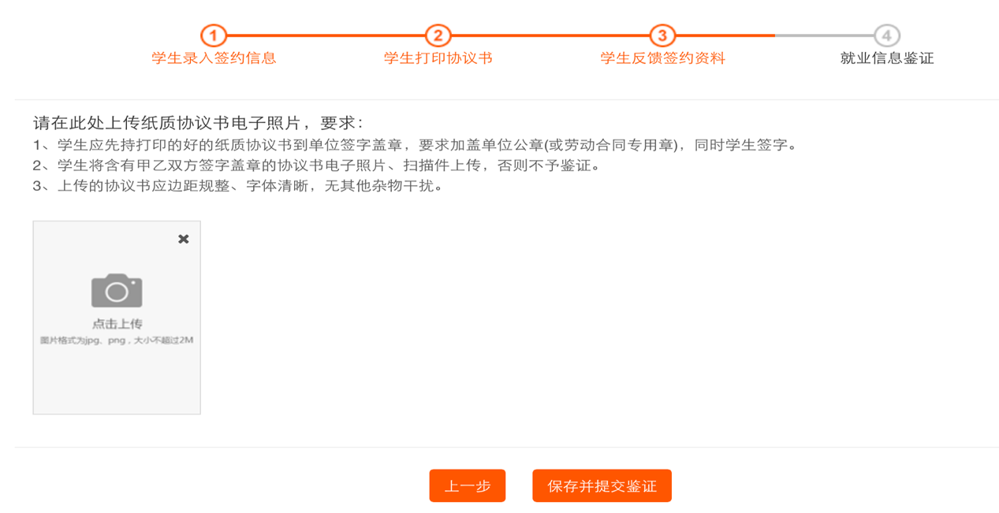 1 2 3 4
学生录入签约信息 学生打印协议书 学生反馈签约资料 就业信息鉴证
请在此处上传纸质协议书电子照片，要求：
1、学生应先持打印的好的纸质协议书到单位签字盖章，要求加盖单位公章(或劳动合同专用章)，同时学生签字。
2、学生将含有甲乙双方签字盖章的协议书电子照片、扫描件上传，否则不予鉴证。
3、上传的协议书应边距规整、字体清晰，无其他杂物干扰。
点击上传
图片格式为jpg、png，大小不超过2M
上一步 保存并提交鉴证